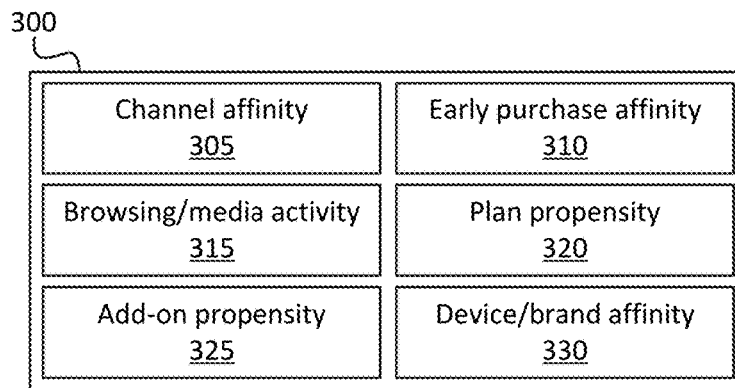 300
Channel affinity
305
Early purchase affinity
310
Browsing/media activity
315
Plan propensity
320
Add-on propensity
325
Device/brand affinity
330